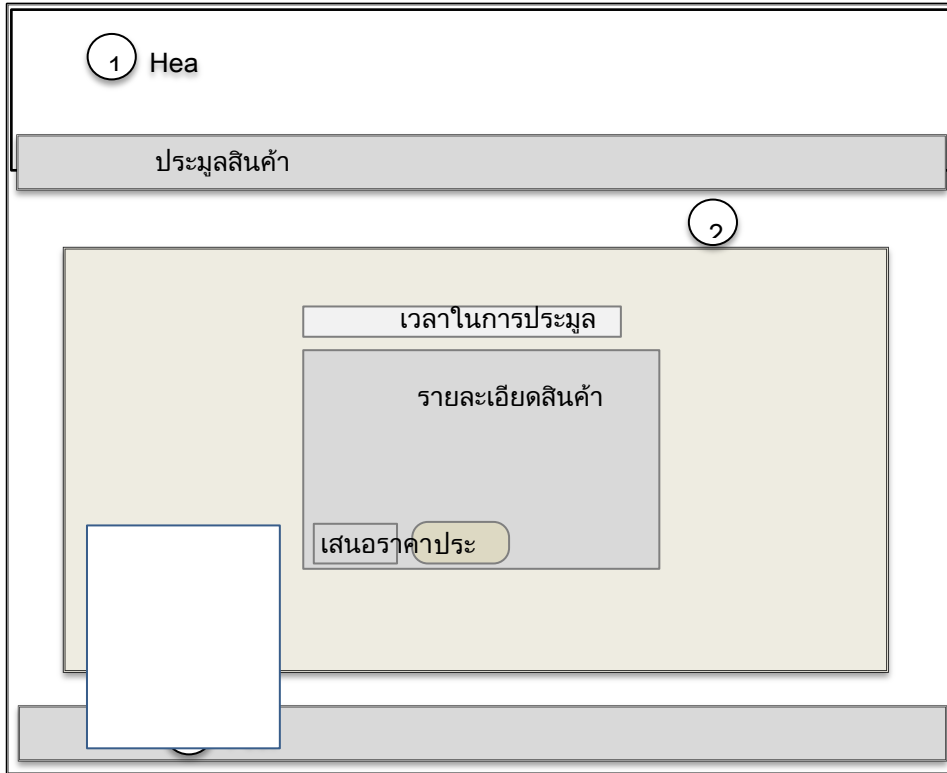 1 Hea
ประมูลสินค้า
2
เวลาในการประมูล
รายละเอียดสินค้า
เสนอราคาประ